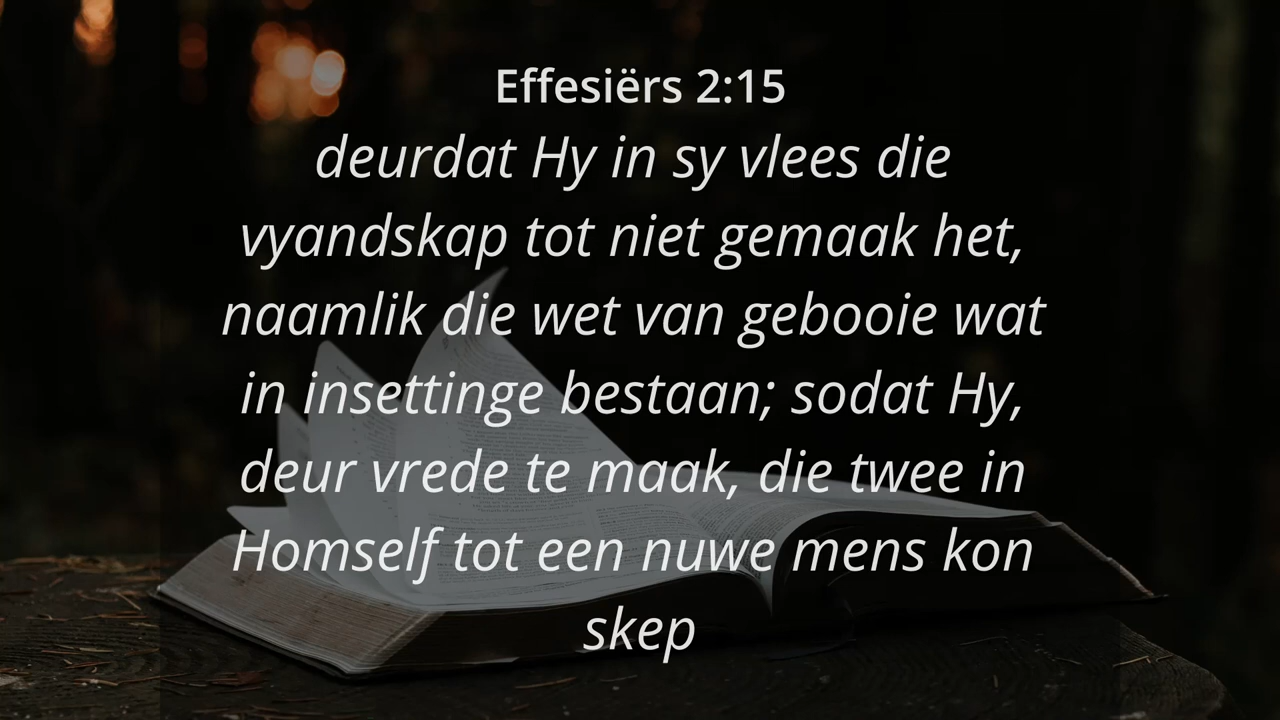 Effesiërs 2:15
deurdat Hy in sy vlees die
vyandskap tot niet gemaak het,
naamlik die wet van gebooie wat
in insettinge bestaan; sodat Hy,
deur vrede te maak, die twee in
Homself tot een nuwe mens kon
skep